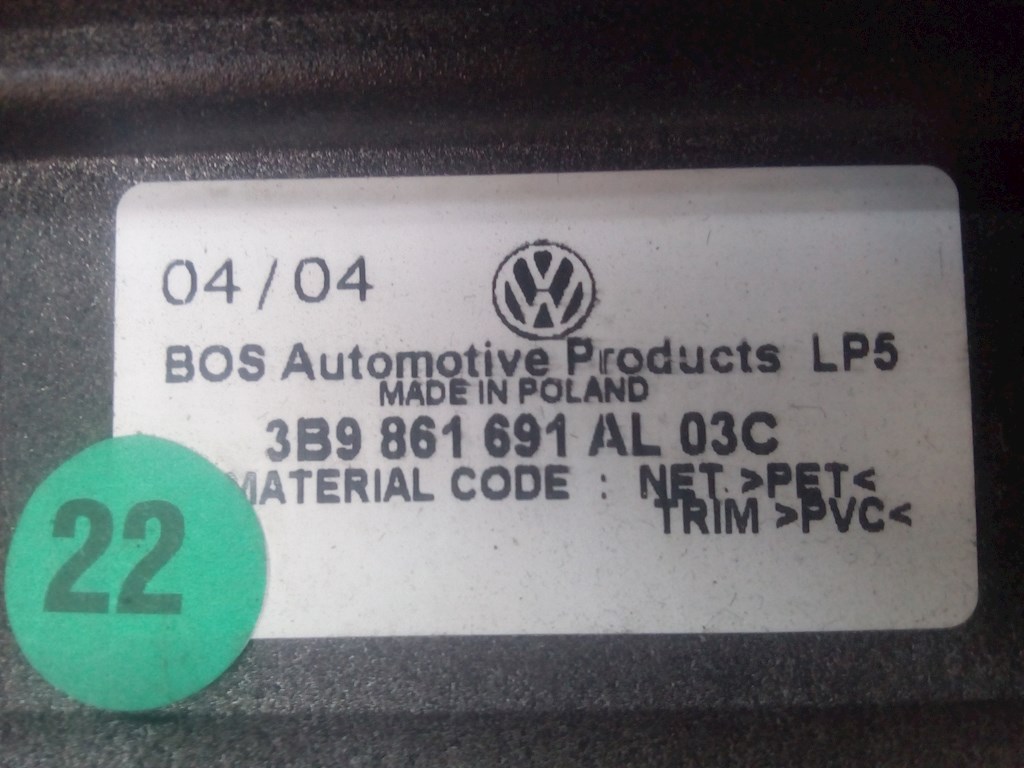 04/04
BOS Automotive Products LP5
MADE IN POLAND
3B9 861 691 AL 03C
MATERIAL CODE : NET >PET<
TRIM >PVC<
22